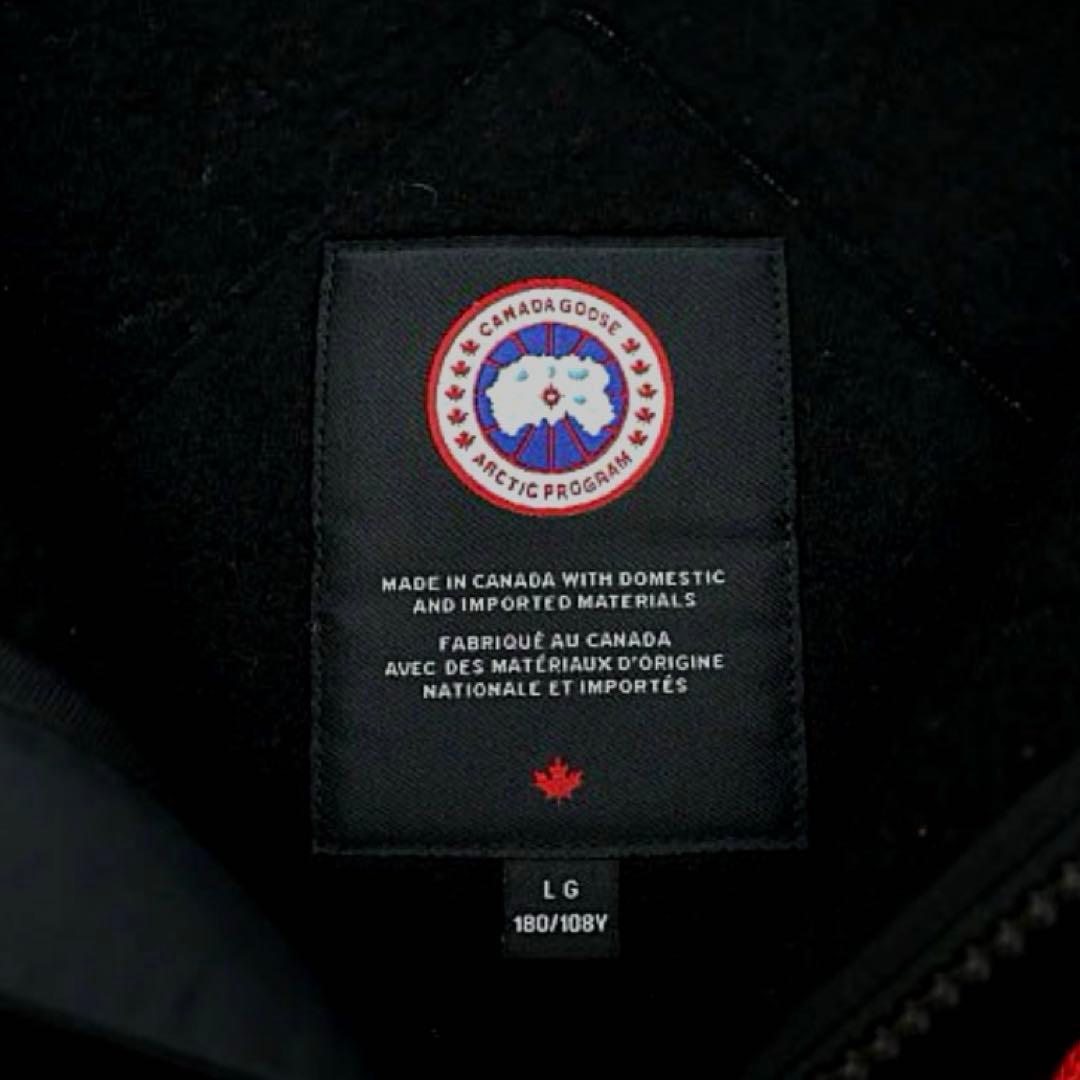 CANADA GOOSE
ARCTIC PROGRAM
MADE IN CANADA WITH DOMESTIC
AND IMPORTED MATERIALS
FABRIQUÉ AU CANADA
AVEC DES MATÉRIAUX D'ORIGINE
NATIONALE ET IMPORTÉS
LG
180/108Y